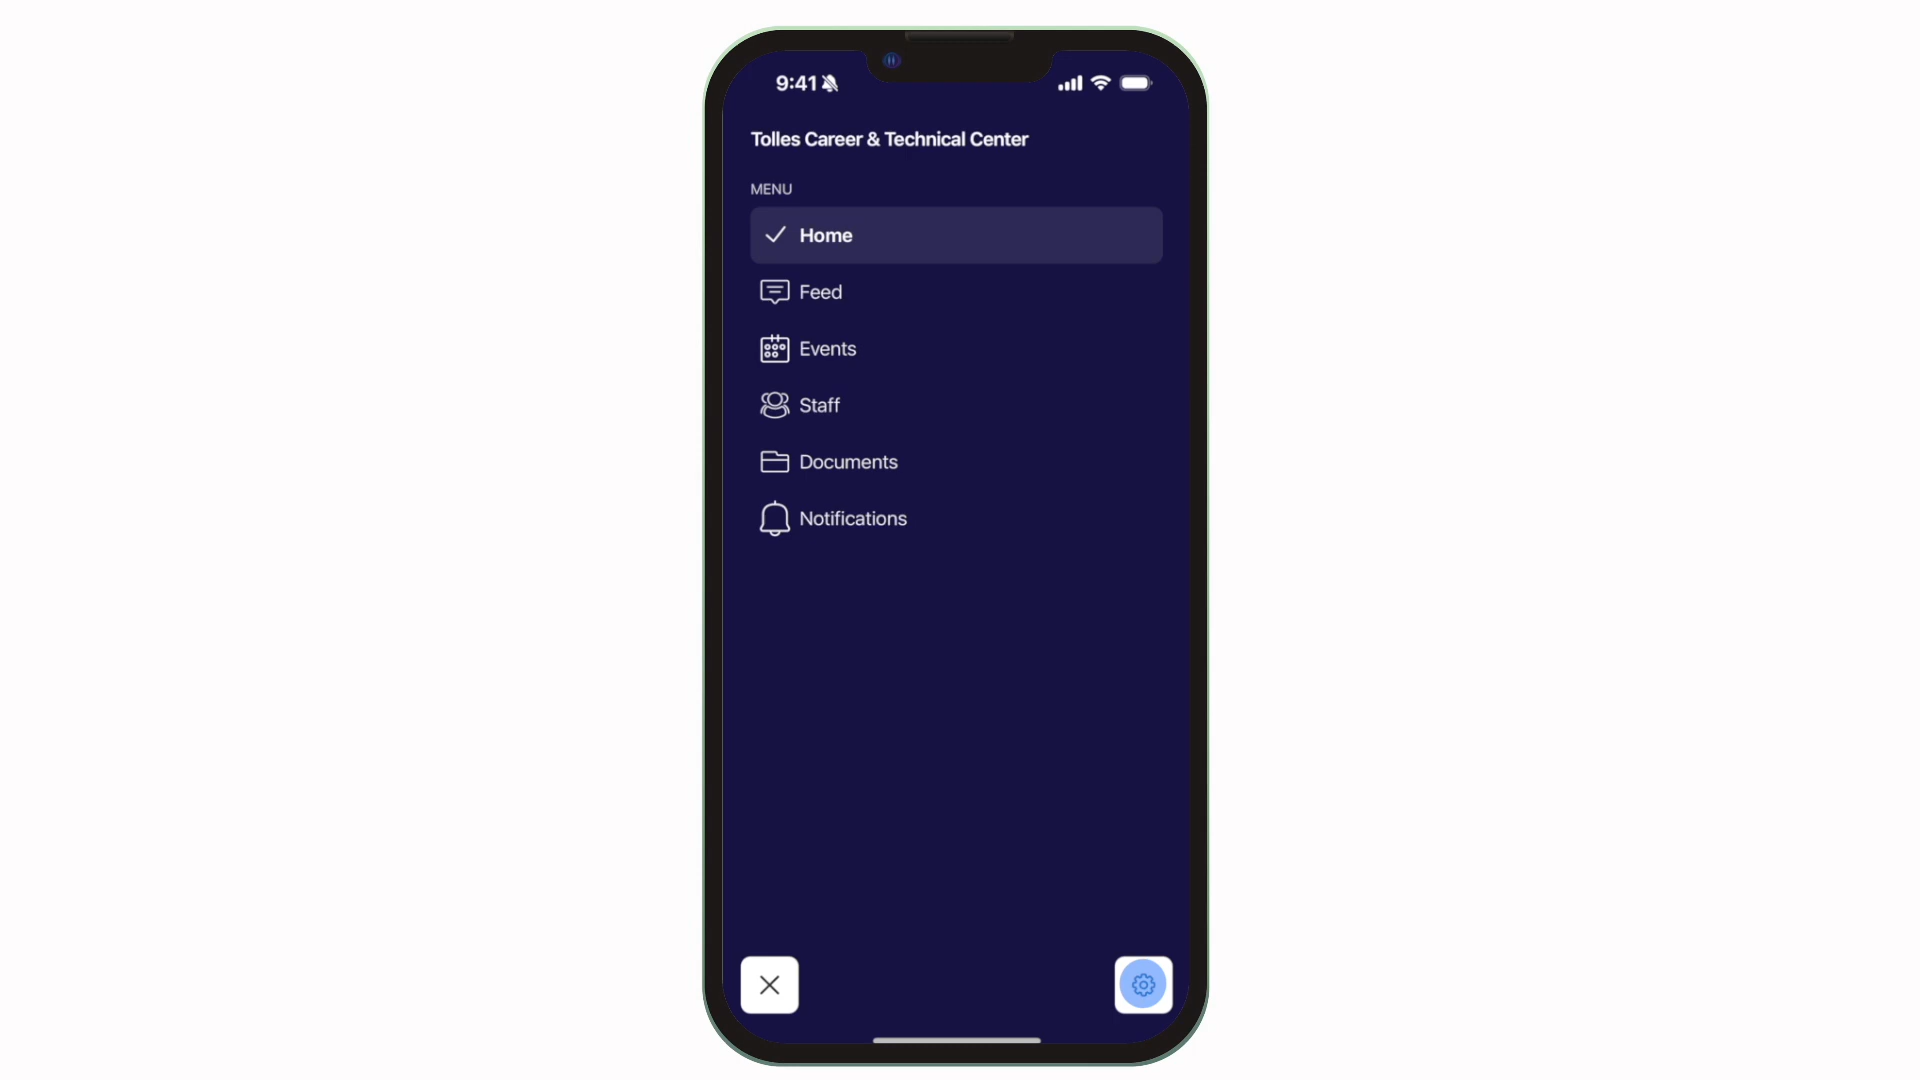 9:41
Tolles Career & Technical Center
MENU
Home
Feed
Events
Staff
Documents
Notifications